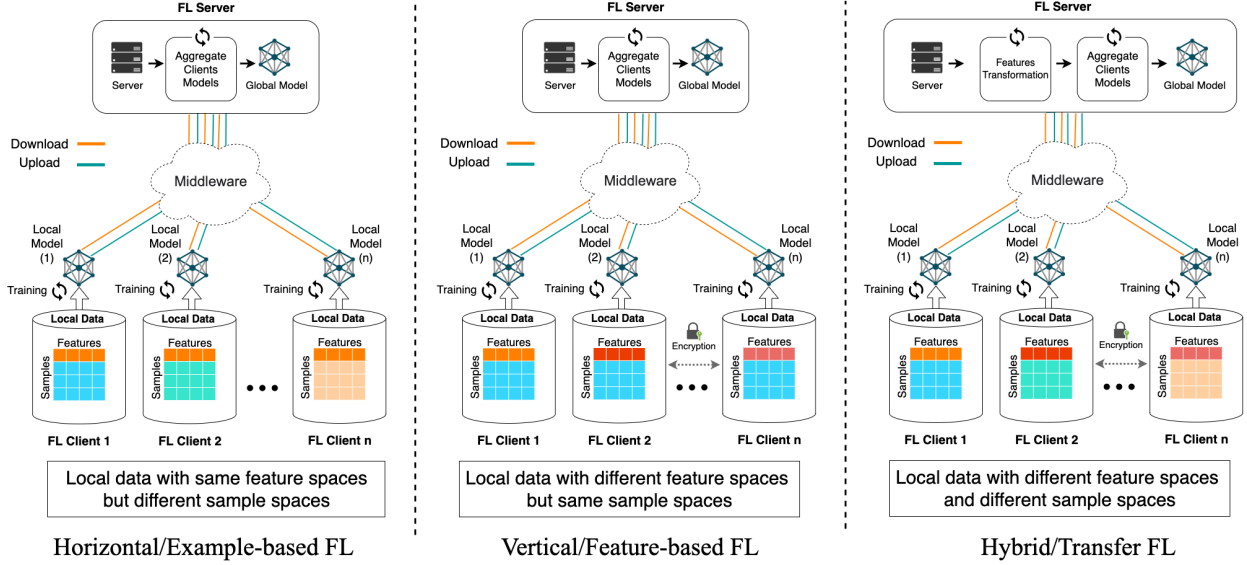 FL Server
Server
Aggregate
Clients
Models
Global Model
Download
Upload
Middleware
Local
Model
(1)
Local
Model
(2)
Local
Model
(n)
Training
Training
Training
Local Data
Local Data
Local Data
Features
Samples
Features
Samples
Features
Samples
FL Client 1
FL Client 2
FL Client n
Local data with same feature spaces
but different sample spaces
Horizontal/Example-based FL
FL Server
Server
Aggregate
Clients
Models
Global Model
Download
Upload
Middleware
Local
Model
(1)
Local
Model
(2)
Local
Model
(n)
Training
Training
Training
Local Data
Local Data
Local Data
Features
Samples
Features
Samples
Encryption
Features
Samples
FL Client 1
FL Client 2
FL Client n
Local data with different feature spaces
but same sample spaces
Vertical/Feature-based FL
FL Server
Server
Features
Transformation
Aggregate
Clients
Models
Global Model
Download
Upload
Middleware
Local
Model
(1)
Local
Model
(2)
Local
Model
(n)
Training
Training
Training
Local Data
Local Data
Local Data
Features
Samples
Features
Samples
Encryption
Features
Samples
FL Client 1
FL Client 2
FL Client n
Local data with different feature spaces
and different sample spaces
Hybrid/Transfer FL